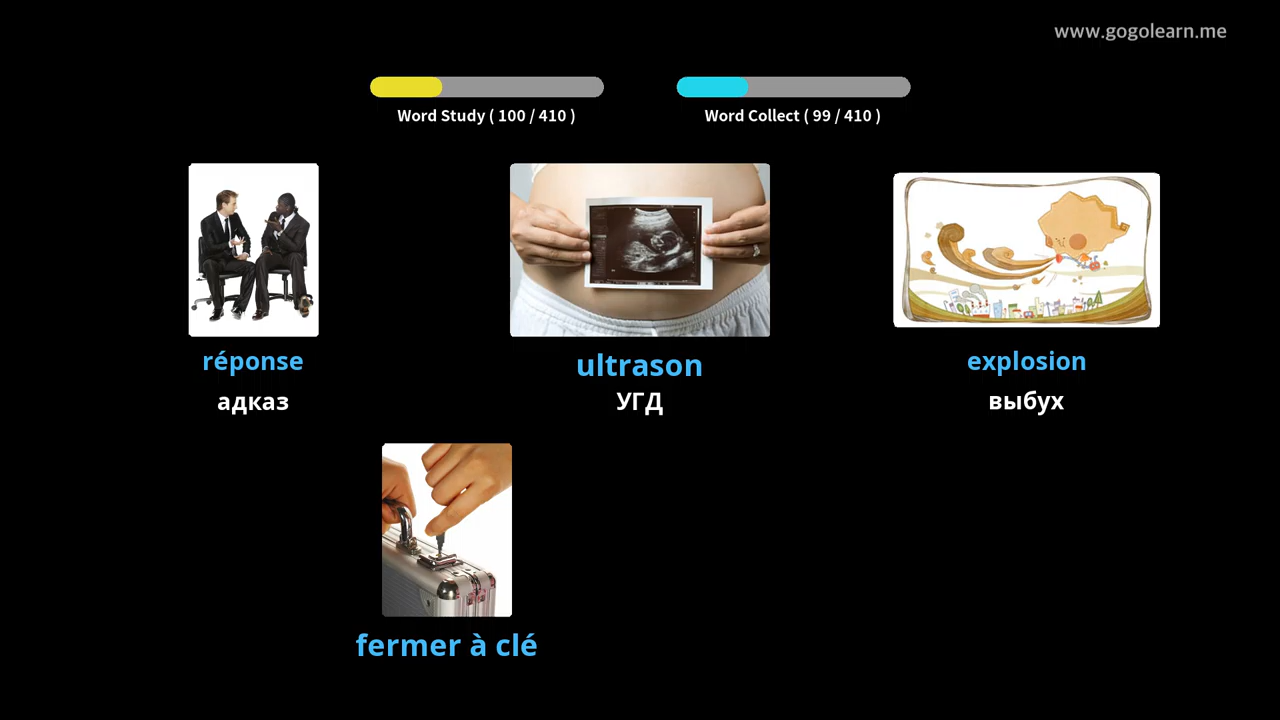 www.gogolearn.me
Word Study ( 100 / 410 )
Word Collect ( 99 / 410 )
réponse
ultrason
explosion
адказ
УГД
выбух
fermer à clé